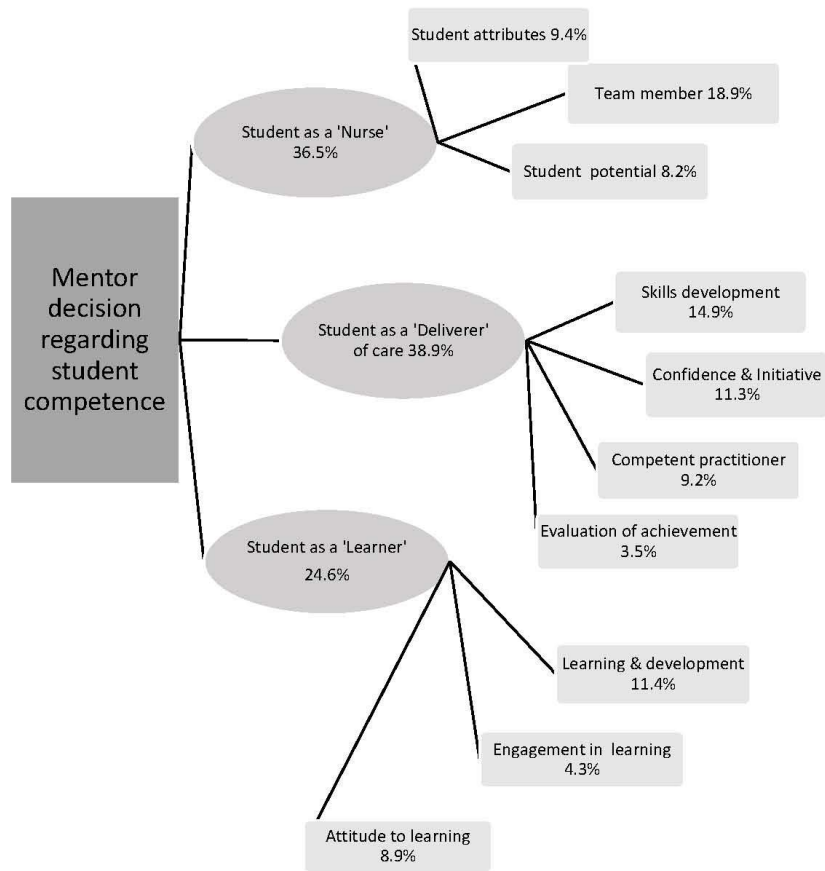 Mentor
decision
regarding
student
competence
Student as a 'Nurse'
36.5%
Student attributes 9.4%
Team member 18.9%
Student potential 8.2%
Student as a 'Deliverer'
of care 38.9%
Skills development
14.9%
Confidence & Initiative
11.3%
Competent practitioner
9.2%
Evaluation of achievement
3.5%
Student as a 'Learner'
24.6%
Learning & development
11.4%
Engagement in learning
4.3%
Attitude to learning
8.9%